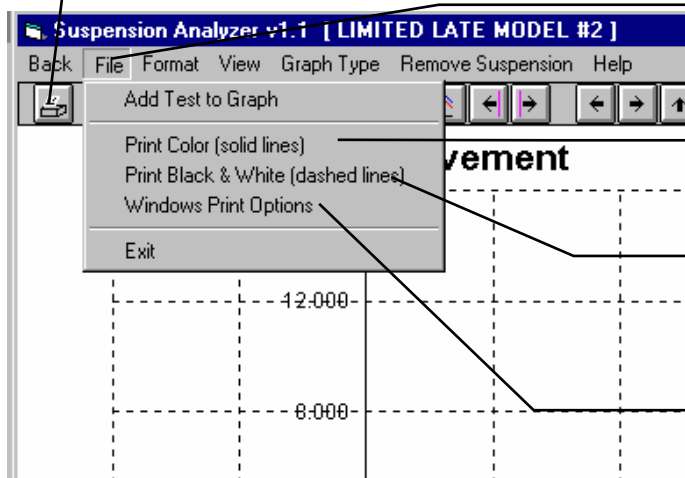 Suspension Analyzer v1.1 [ LIMITED LATE MODEL #2 ]
Back File Format View Graph Type Remove Suspension Help
Add Test to Graph
Print Color (solid lines)
vement
Print Black & White (dashed lines)
Windows Print Options
Exit
12.000
8.000